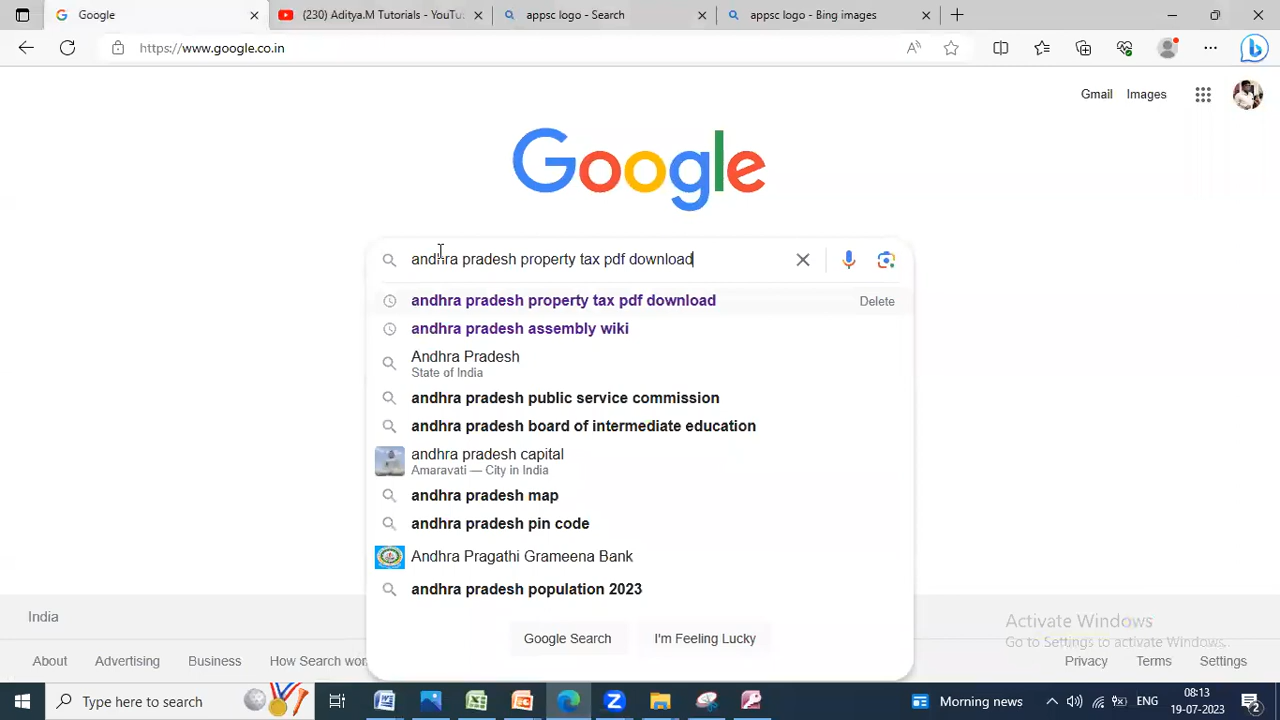 Google
(230) Aditya.M Tutorials - YouTu
appsc logo - Search
appsc logo - Bing images
https://www.google.co.in
Gmail Images
Google
andhra pradesh property tax pdf download
andhra pradesh property tax pdf download Delete
andhra pradesh assembly wiki
Andhra Pradesh
State of India
andhra pradesh public service commission
andhra pradesh board of intermediate education
andhra pradesh capital
Amaravati — City in India
andhra pradesh map
andhra pradesh pin code
Andhra Pragathi Grameena Bank
andhra pradesh population 2023
Google Search I'm Feeling Lucky
India
Activate Windows
Go to Settings to activate Windows.
About Advertising Business How Search wor
Privacy Terms Settings
Type here to search
Morning news
ENG
08:13
19-07-2023
2